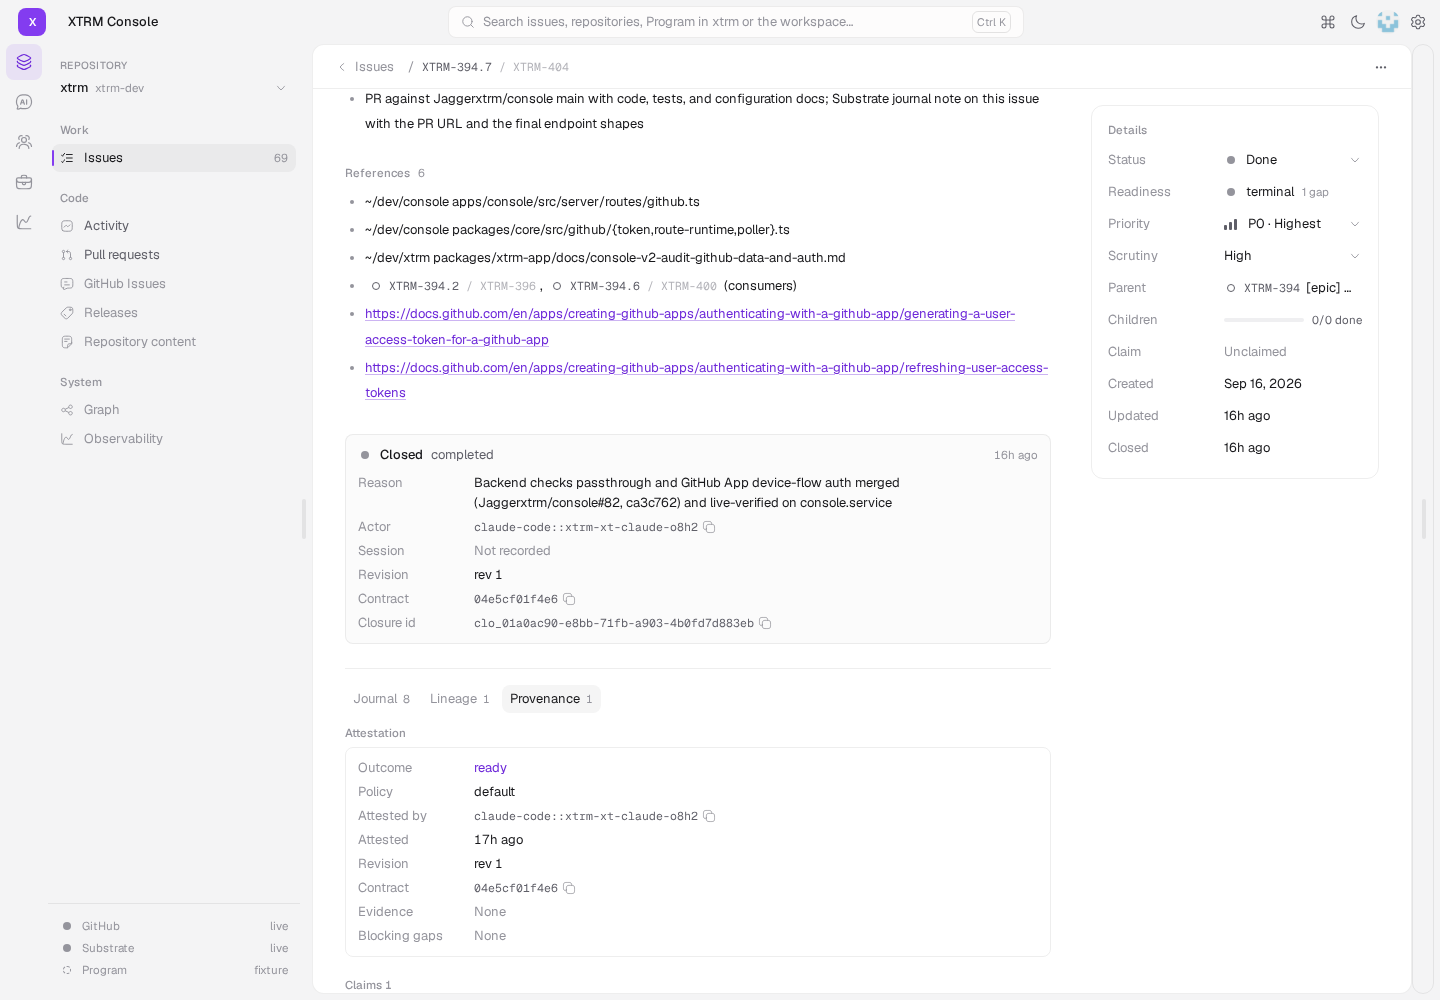 X
XTRM Console
Search issues, repositories, Program in xtrm or the workspace...
Ctrl K
REPOSITORY
xtrm xtrm-dev
Work
Issues 69
Code
Activity
Pull requests
GitHub Issues
Releases
Repository content
System
Graph
Observability
GitHub live
Substrate live
Program fixture
Issues / XTRM-394.7 / XTRM-404
PR against Jaggerxtrm/console main with code, tests, and configuration docs; Substrate journal note on this issue
with the PR URL and the final endpoint shapes
References 6
~/dev/console apps/console/src/server/routes/github.ts
~/dev/console packages/core/src/github/{token,route-runtime,poller}.ts
~/dev/xtrm packages/xtrm-app/docs/console-v2-audit-github-data-and-auth.md
XTRM-394.2 / XTRM-396 , XTRM-394.6 / XTRM-400 (consumers)
https://docs.github.com/en/apps/creating-github-apps/authenticating-with-a-github-app/generating-a-user-
access-token-for-a-github-app
https://docs.github.com/en/apps/creating-github-apps/authenticating-with-a-github-app/refreshing-user-access-
tokens
Closed completed 16h ago
Reason Backend checks passthrough and GitHub App device-flow auth merged
(Jaggerxtrm/console#82, ca3c762) and live-verified on console.service
Actor claude-code::xtrm-xt-claude-o8h2
Session Not recorded
Revision rev 1
Contract 04e5cf01f4e6
Closure id clo_01a0ac90-e8bb-71fb-a903-4b0fd7d883eb
Journal 8 Lineage 1 Provenance 1
Attestation
Outcome ready
Policy default
Attested by claude-code::xtrm-xt-claude-o8h2
Attested 17h ago
Revision rev 1
Contract 04e5cf01f4e6
Evidence None
Blocking gaps None
Claims 1
Details
Status Done
Readiness terminal 1 gap
Priority P0 · Highest
Scrutiny High
Parent XTRM-394 [epic] ...
Children 0/0 done
Claim Unclaimed
Created Sep 16, 2026
Updated 16h ago
Closed 16h ago